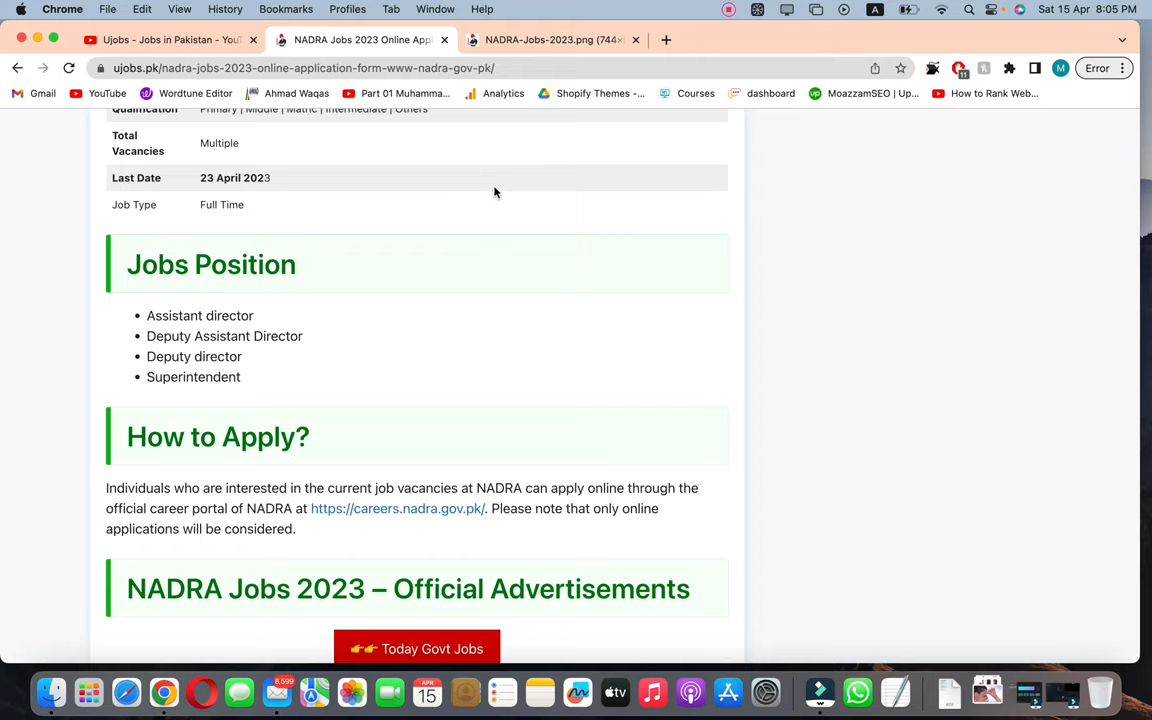 Chrome File Edit View History Bookmarks Profiles Tab Window Help A Sat 15 Apr 8:05 PM
Ujobs - Jobs in Pakistan - You NADRA Jobs 2023 Online Appl NADRA-Jobs-2023.png (744×
ujobs.pk/nadra-jobs-2023-online-application-form-www-nadra-gov-pk/ 11 M Error
Gmail YouTube Wordtune Editor Ahmad Waqas Part 01 Muhamma... Analytics Shopify Themes -... Courses dashboard MoazzamSEO | Up... How to Rank Web...
Qualification Primary | Middle | Matric | Intermediate | Others
Total Vacancies Multiple
Last Date 23 April 2023
Job Type Full Time
Jobs Position
• Assistant director
• Deputy Assistant Director
• Deputy director
• Superintendent
How to Apply?
Individuals who are interested in the current job vacancies at NADRA can apply online through the
official career portal of NADRA at https://careers.nadra.gov.pk/. Please note that only online
applications will be considered.
NADRA Jobs 2023 – Official Advertisements
👉👉 Today Govt Jobs
8,599 APR 15 tv